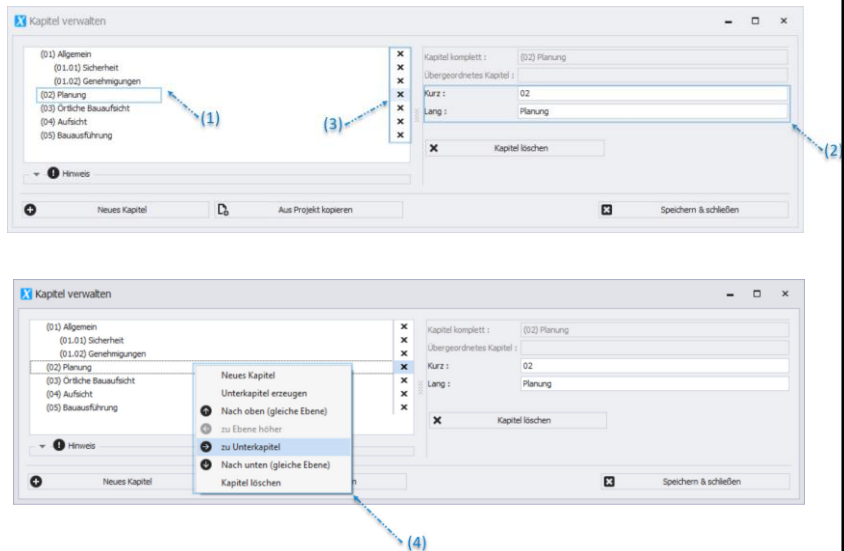 Kapitel verwalten
(01) Allgemein
(01.01) Sicherheit
(01.02) Genehmigungen
(02) Planung
(03) Örtliche Bauaufsicht
(04) Aufsicht
(05) Bauausführung
(1)
(3)
Hinweis
Kapitel komplett : (02) Planung
Übergeordnetes Kapitel :
Kurz : 02
Lang : Planung
(2)
Kapitel löschen
Neues Kapitel Aus Projekt kopieren Speichern & schließen
Kapitel verwalten
(01) Allgemein
(01.01) Sicherheit
(01.02) Genehmigungen
(02) Planung
(03) Örtliche Bauaufsicht
(04) Aufsicht
(05) Bauausführung
Hinweis
Neues Kapitel
Unterkapitel erzeugen
Nach oben (gleiche Ebene)
zu Ebene höher
zu Unterkapitel
Nach unten (gleiche Ebene)
Kapitel löschen
Kapitel komplett : (02) Planung
Übergeordnetes Kapitel :
Kurz : 02
Lang : Planung
Kapitel löschen
Neues Kapitel n Speichern & schließen
(4)